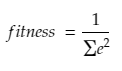 fitness = 1/Σe²